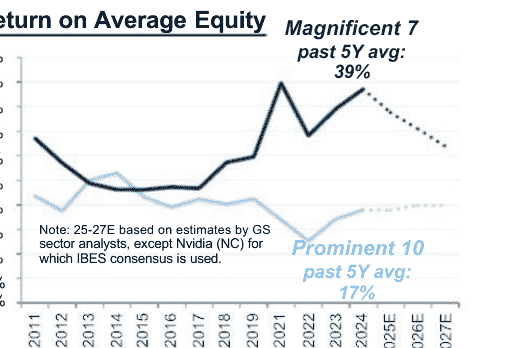 eturn on Average Equity
Magnificent 7
past 5Y avg:
39%
Note: 25-27E based on estimates by GS
sector analysts, except Nvidia (NC) for
which IBES consensus is used.
Prominent 10
past 5Y avg:
17%
%
%
2011
2012
2013
2014
2015
2016
2017
2018
2019
2021
2022
2023
2024
025E
026E
027E